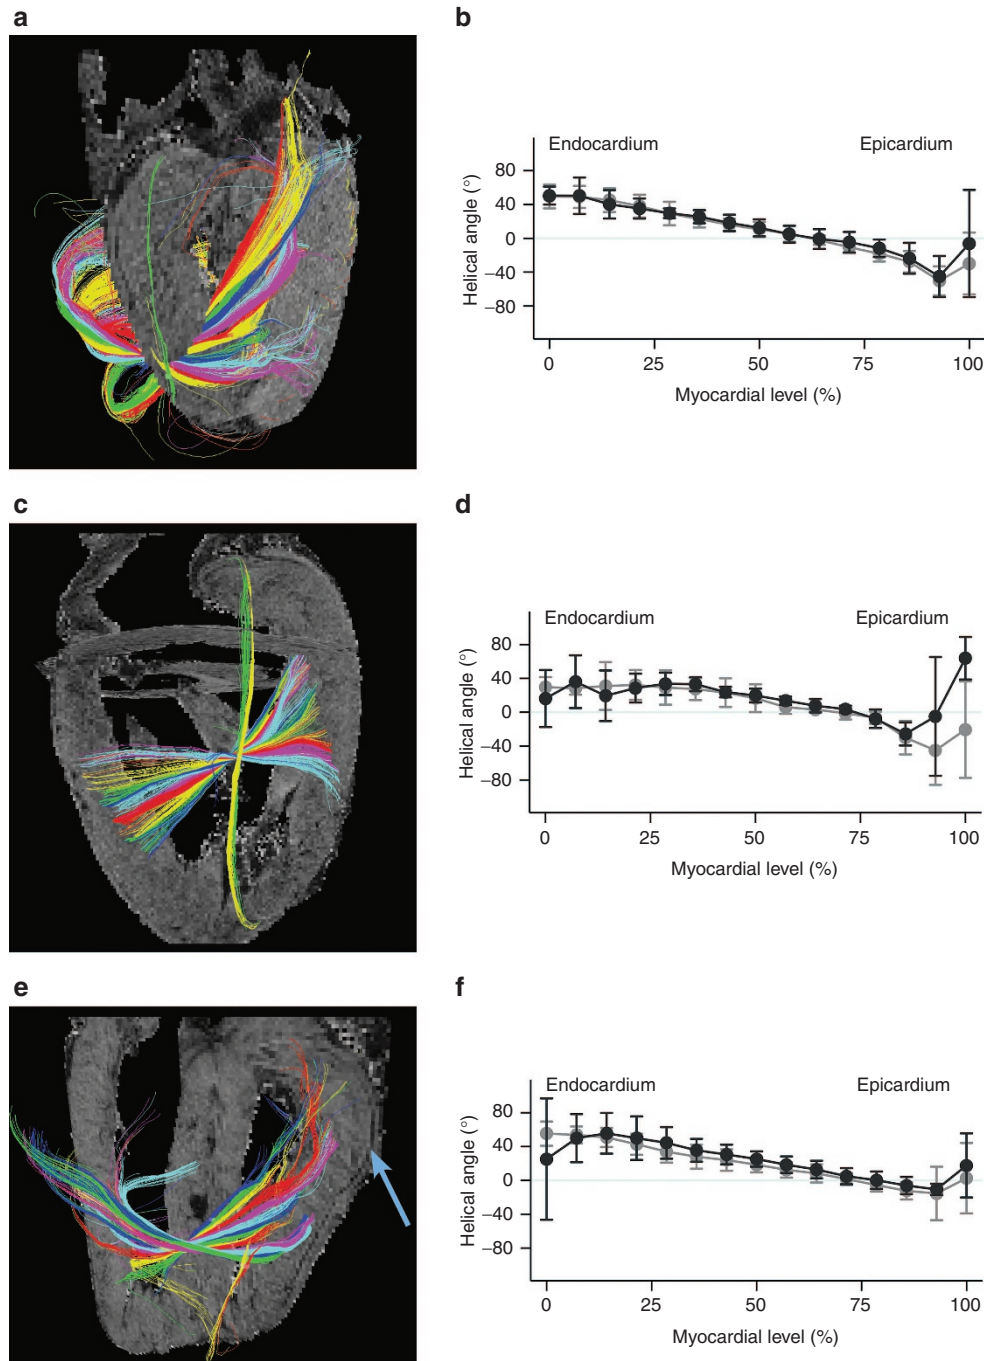 a
b
Endocardium Epicardium
80
40
0
−40
−80
Helical angle (°)
0 25 50 75 100
Myocardial level (%)
c
d
Endocardium Epicardium
80
40
0
−40
−80
Helical angle (°)
0 25 50 75 100
Myocardial level (%)
e
f
Endocardium Epicardium
80
40
0
−40
−80
Helical angle (°)
0 25 50 75 100
Myocardial level (%)